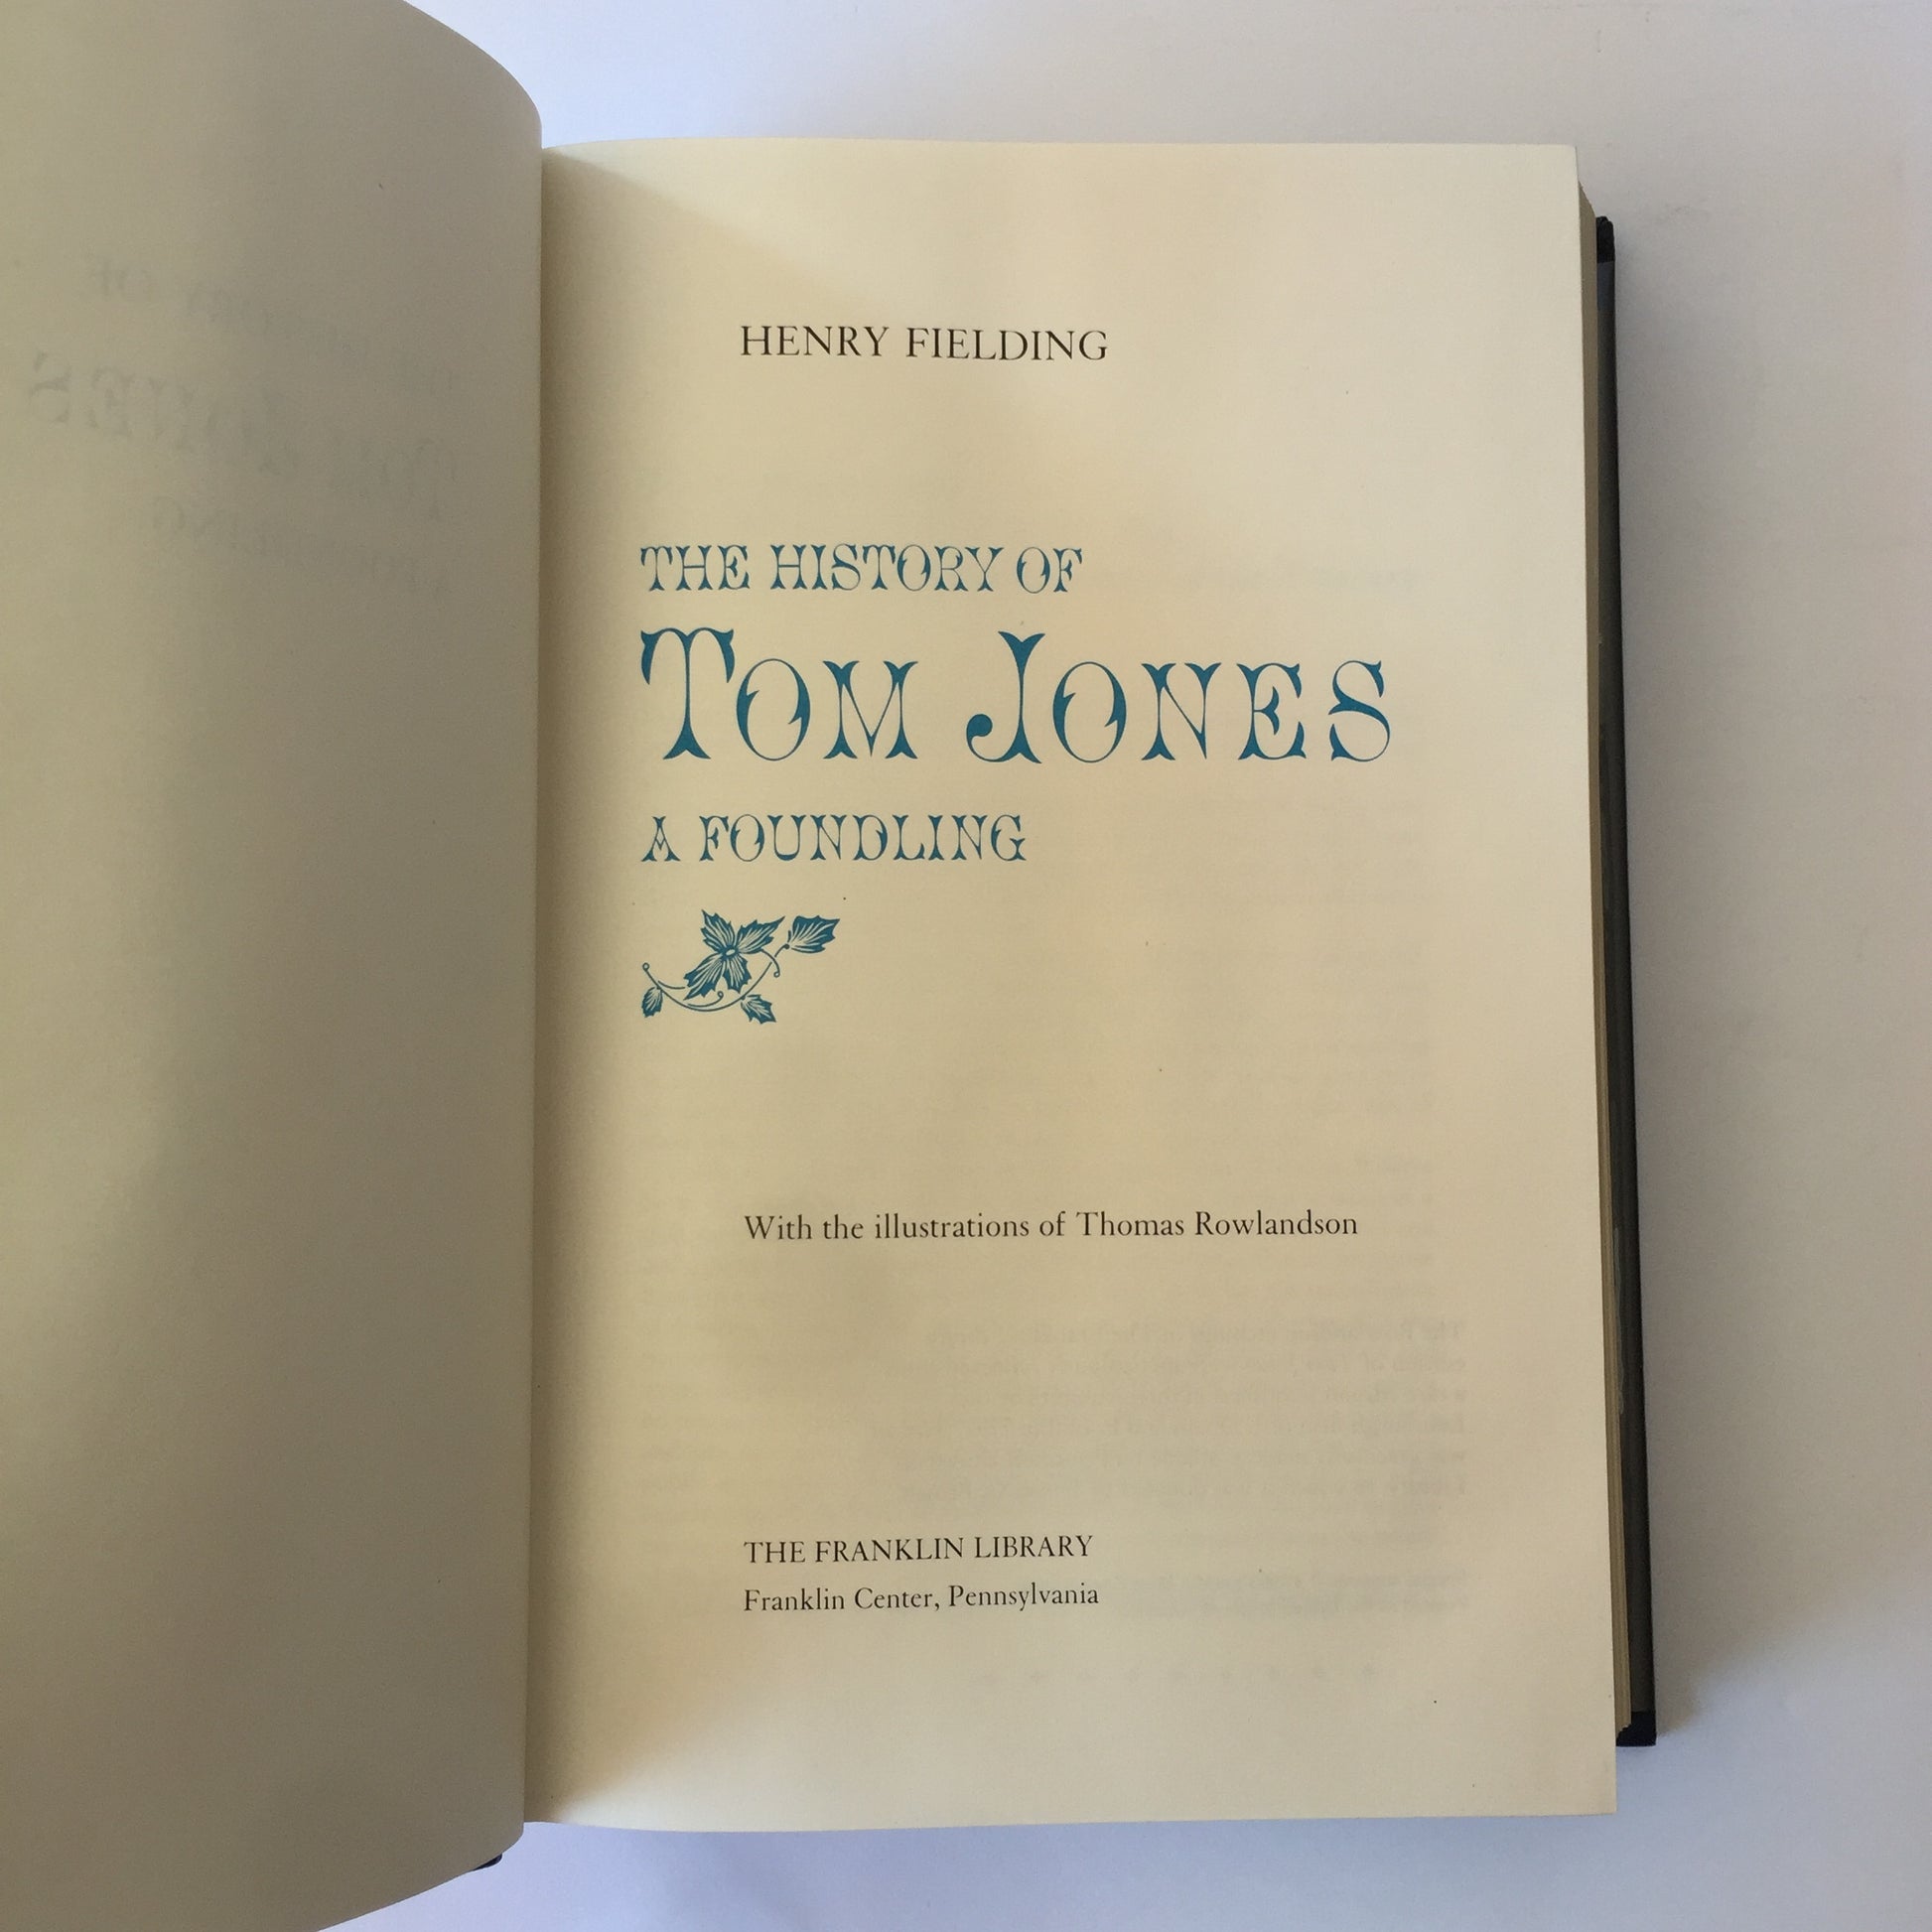 HENRY FIELDING
THE HISTORY OF
TOM JONES
A FOUNDLING
With the illustrations of Thomas Rowlandson
THE FRANKLIN LIBRARY
Franklin Center, Pennsylvania